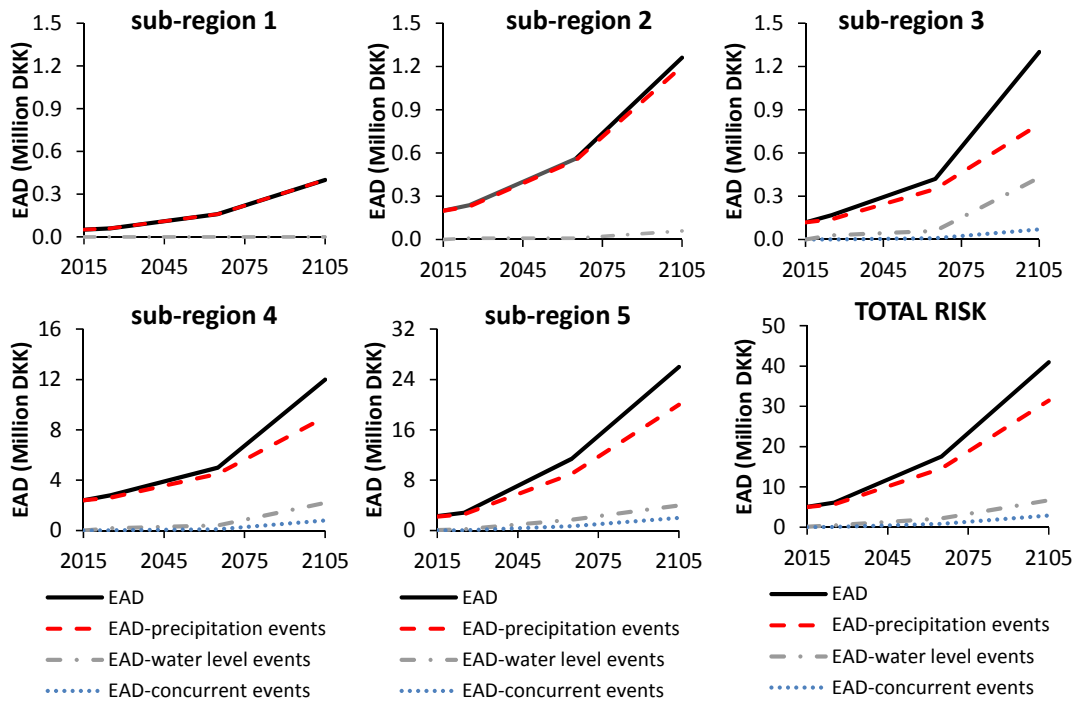 sub-region 1
EAD (Million DKK)
1.5
1.2
0.9
0.6
0.3
0.0
2015 2045 2075 2105
sub-region 2
EAD (Million DKK)
1.5
1.2
0.9
0.6
0.3
0.0
2015 2045 2075 2105
sub-region 3
EAD (Million DKK)
1.5
1.2
0.9
0.6
0.3
0.0
2015 2045 2075 2105
sub-region 4
EAD (Million DKK)
16
12
8
4
0
2015 2045 2075 2105
EAD
EAD-precipitation events
EAD-water level events
EAD-concurrent events
sub-region 5
EAD (Million DKK)
32
24
16
8
0
2015 2045 2075 2105
EAD
EAD-precipitation events
EAD-water level events
EAD-concurrent events
TOTAL RISK
EAD (Million DKK)
50
40
30
20
10
0
2015 2045 2075 2105
EAD
EAD-precipitation events
EAD-water level events
EAD-concurrent events